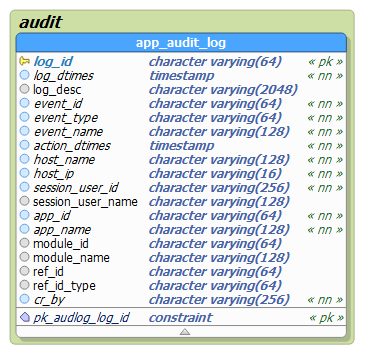 audit
app_audit_log
log_id character varying(64) « pk »
log_dtimes timestamp « nn »
log_desc character varying(2048)
event_id character varying(64) « nn »
event_type character varying(64) « nn »
event_name character varying(128) « nn »
action_dtimes timestamp « nn »
host_name character varying(128) « nn »
host_ip character varying(16) « nn »
session_user_id character varying(256) « nn »
session_user_name character varying(128)
app_id character varying(64) « nn »
app_name character varying(128) « nn »
module_id character varying(64)
module_name character varying(128)
ref_id character varying(64)
ref_id_type character varying(64)
cr_by character varying(256) « nn »
pk_audlog_log_id constraint « pk »